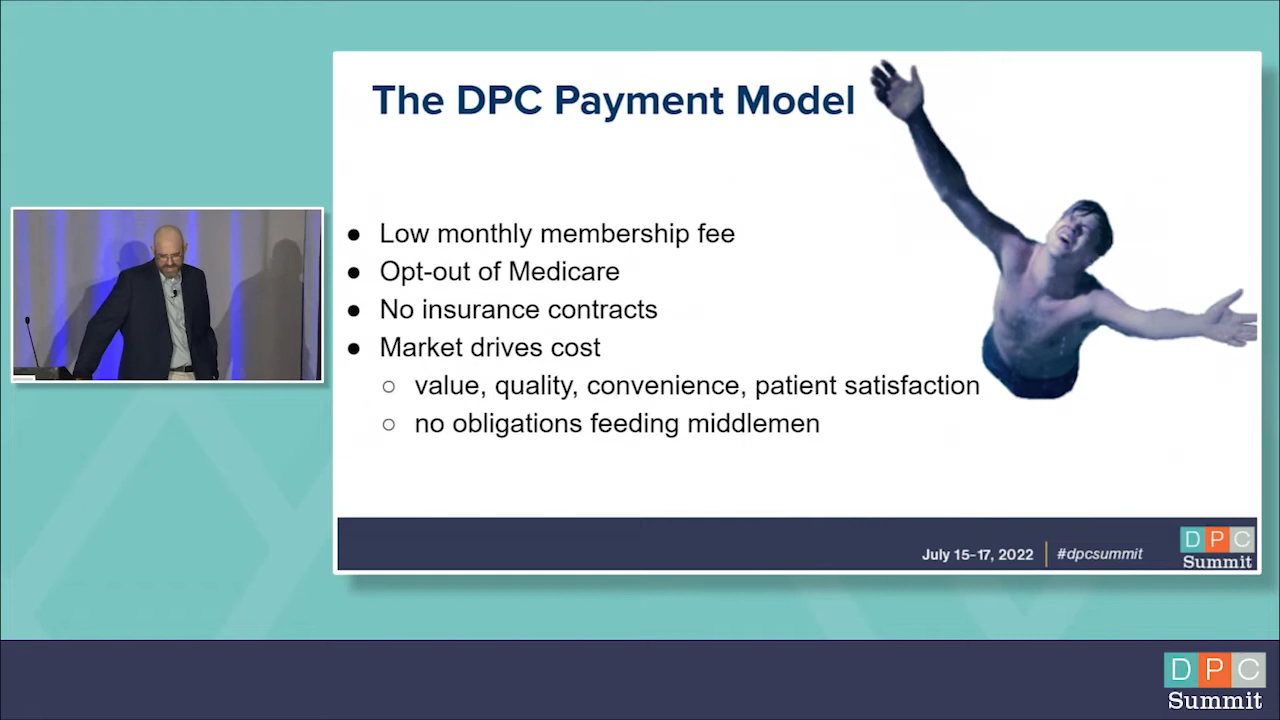 The DPC Payment Model
● Low monthly membership fee
● Opt-out of Medicare
● No insurance contracts
● Market drives cost
○ value, quality, convenience, patient satisfaction
○ no obligations feeding middlemen
July 15–17, 2022 | #dpcsummit
DPC
Summit
DPC
Summit